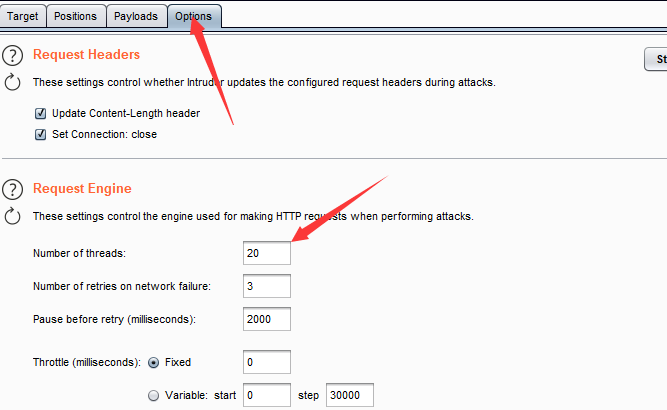 Target Positions Payloads Options
Request Headers
St
These settings control whether Intruder updates the configured request headers during attacks.
Update Content-Length header
Set Connection: close
Request Engine
These settings control the engine used for making HTTP requests when performing attacks.
Number of threads: 20
Number of retries on network failure: 3
Pause before retry (milliseconds): 2000
Throttle (milliseconds): Fixed 0
Variable: start 0 step 30000